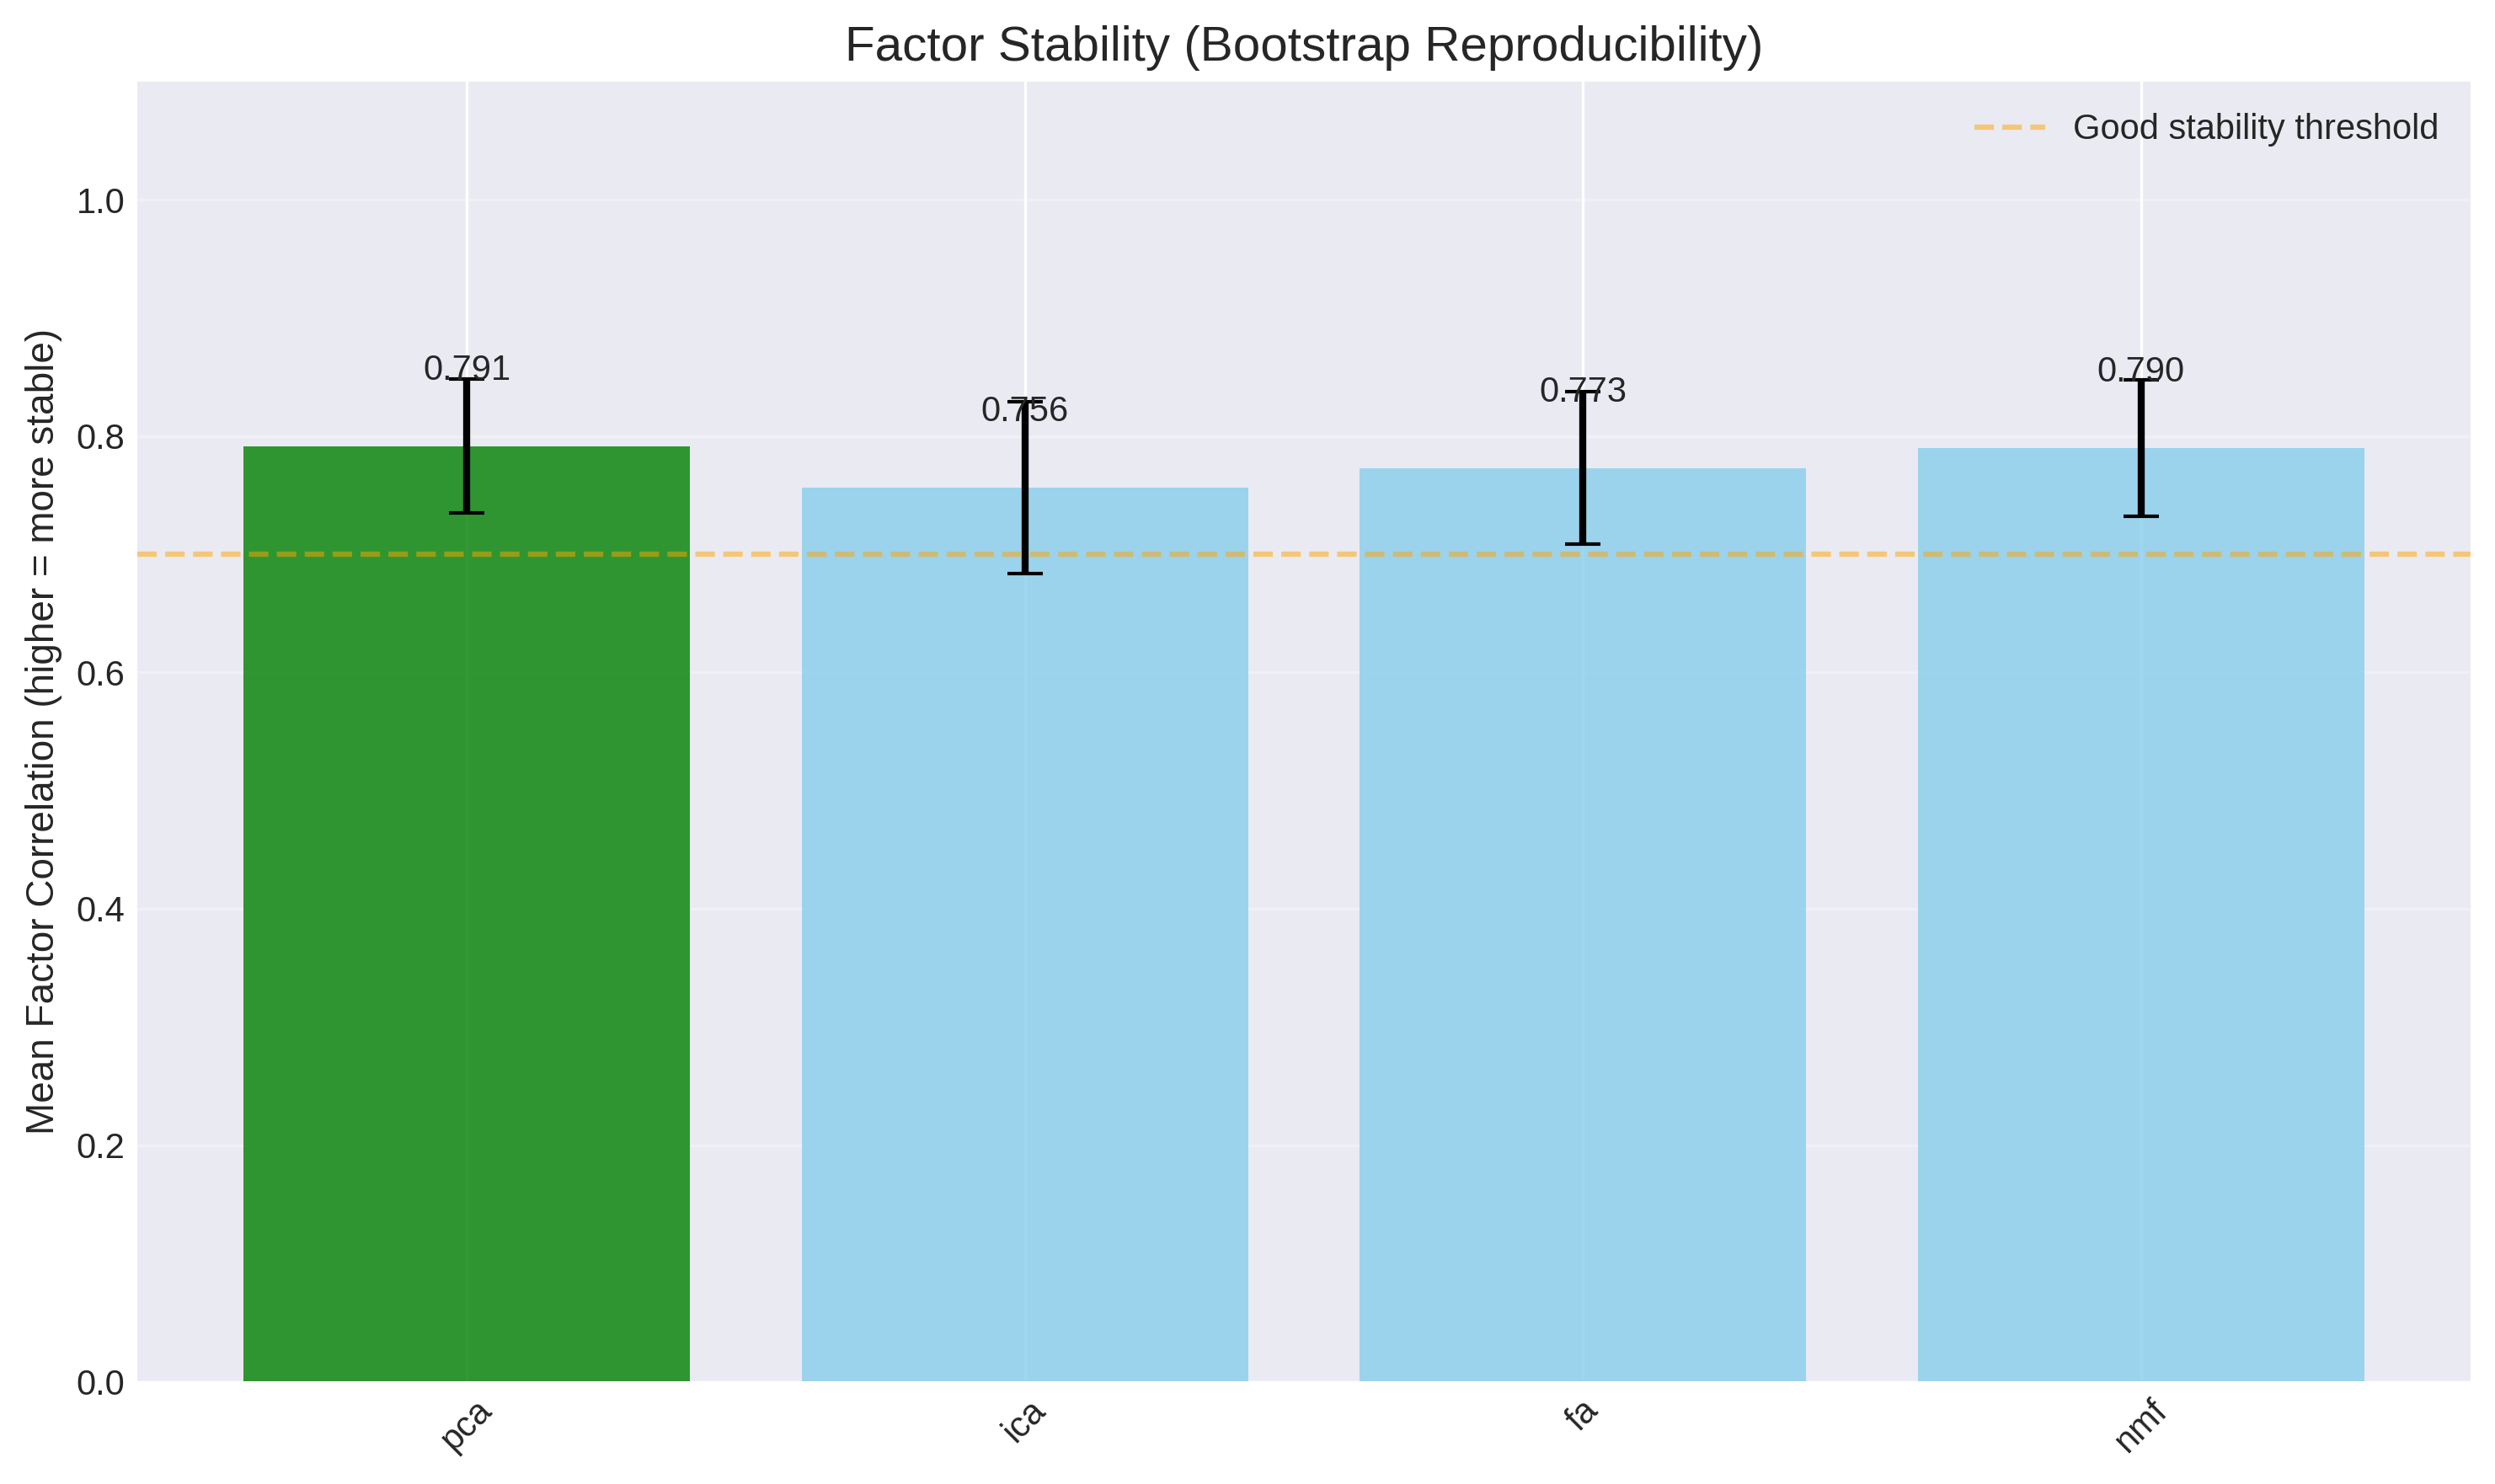 Factor Stability (Bootstrap Reproducibility)
Good stability threshold
Mean Factor Correlation (higher = more stable)
1.0
0.8
0.6
0.4
0.2
0.0
0.791
0.756
0.773
0.790
pca
ica
fa
nmf